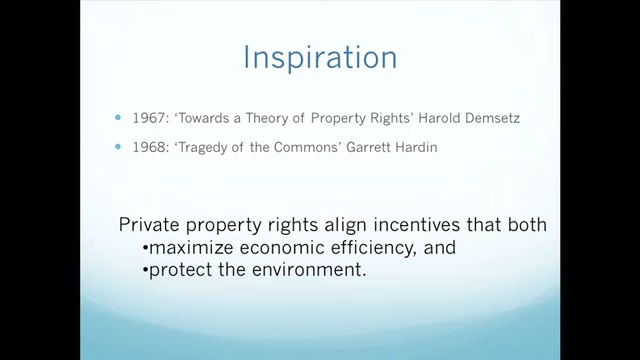 Inspiration
• 1967: ‘Towards a Theory of Property Rights’ Harold Demsetz
• 1968: ‘Tragedy of the Commons’ Garrett Hardin
Private property rights align incentives that both
•maximize economic efficiency, and
•protect the environment.